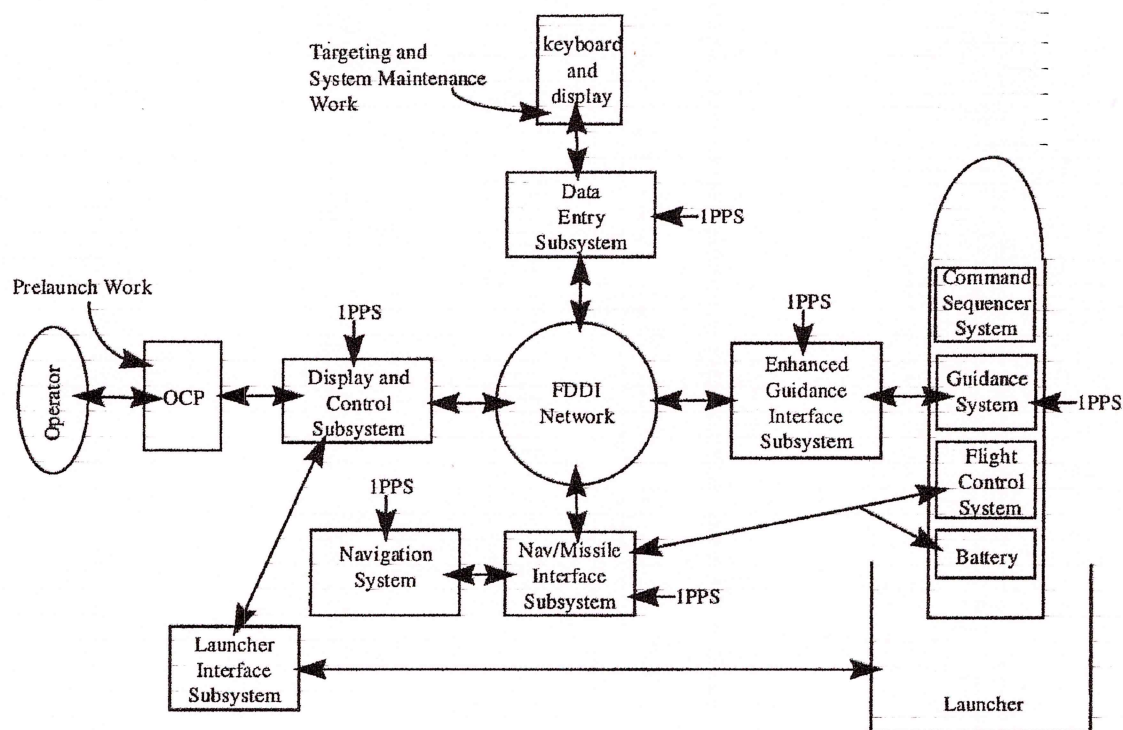 Targeting and
System Maintenance
Work
keyboard
and
display
Data
Entry
Subsystem
1PPS
Prelaunch Work
Operator
OCP
1PPS
Display and
Control
Subsystem
FDDI
Network
1PPS
Enhanced
Guidance
Interface
Subsystem
Command
Sequencer
System
Guidance
System
1PPS
Flight
Control
System
Battery
1PPS
Navigation
System
Nav/Missile
Interface
Subsystem
1PPS
Launcher
Interface
Subsystem
Launcher